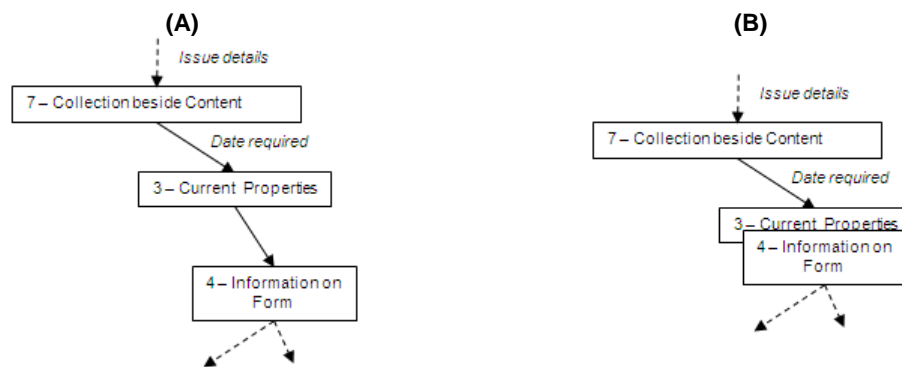 (A)
Issue details
7 – Collection beside Content
Date required
3 – Current Properties
4 – Information on
Form
(B)
Issue details
7 – Collection beside Content
Date required
3 – Current Properties
4 – Information on
Form